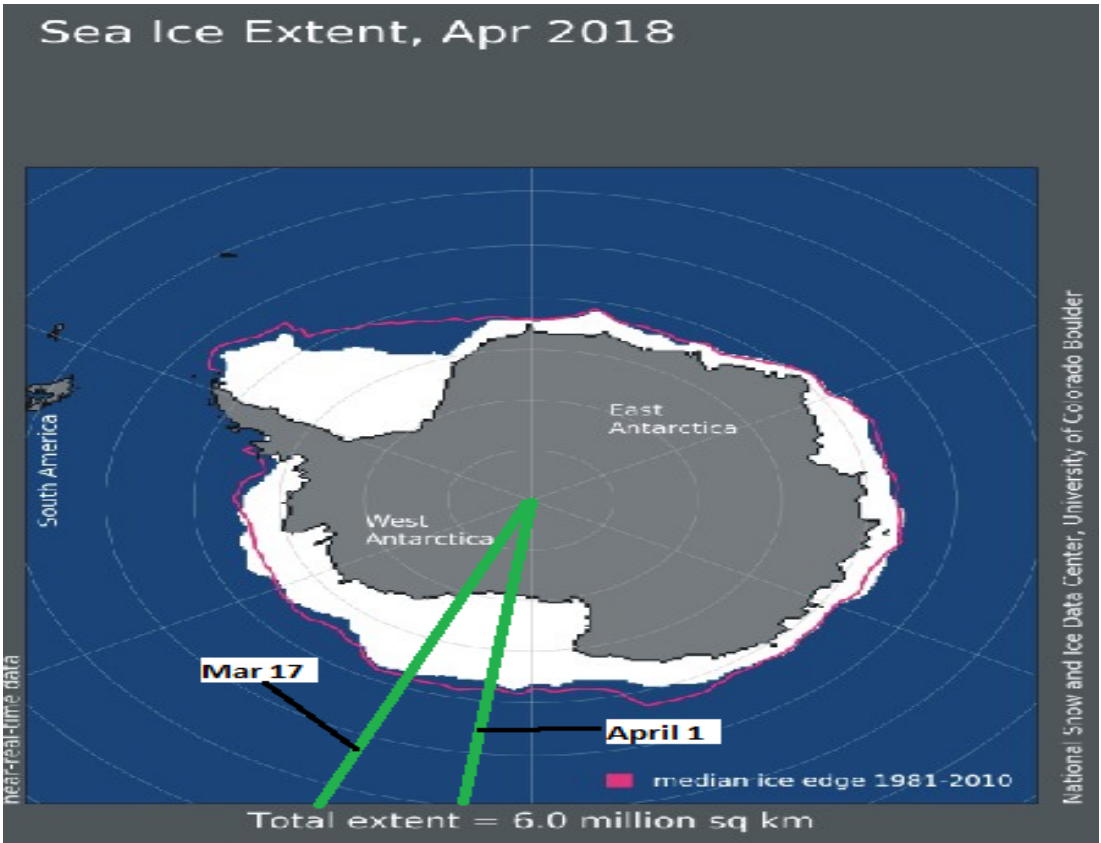 Sea Ice Extent, Apr 2018
East
Antarctica
West
Antarctica
South America
Mar 17
April 1
near-real-time data
median ice edge 1981-2010
Total extent = 6.0 million sq km
National Snow and Ice Data Center, University of Colorado Boulder